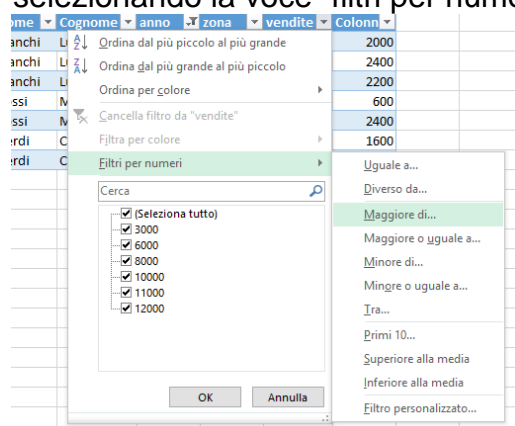 selezionando la voce "filtri per nume
ome Cognome anno zona vendite Colonn
anchi L 2000
anchi L 2400
anchi L 2200
ssi M 600
ssi M 2400
erdi C 1600
erdi C
Ordina dal più piccolo al più grande
Ordina dal più grande al più piccolo
Ordina per colore
Cancella filtro da "vendite"
Filtra per colore
Filtri per numeri
Cerca
(Seleziona tutto)
3000
6000
8000
10000
11000
12000
OK Annulla
Uguale a...
Diverso da...
Maggiore di...
Maggiore o uguale a...
Minore di...
Minore o uguale a...
Tra...
Primi 10...
Superiore alla media
Inferiore alla media
Filtro personalizzato...